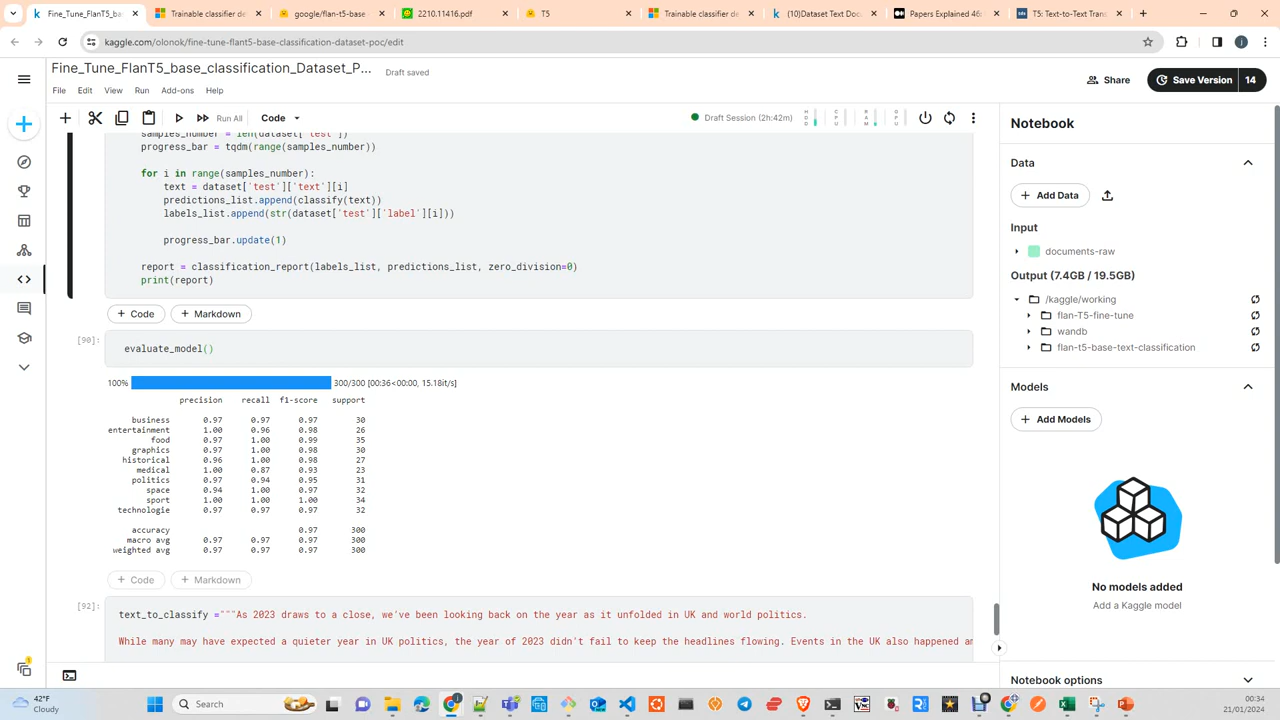 Fine_Tune_FlanT5_base_c
Trainable classifier de
google/flan-t5-base
2210.11416.pdf
T5
Trainable classifier de
(10)Dataset Text Doc
Papers Explained 46:
T5: Text-to-Text Tran
kaggle.com/olonok/fine-tune-flant5-base-classification-dataset-poc/edit
Fine_Tune_FlanT5_base_classification_Dataset_P...
Draft saved
Share
Save Version
14
File Edit View Run Add-ons Help
Run All
Code
Draft Session (2h:42m)
HDD
CPU
RAM
GPU
samples_number = len(dataset['test'])
progress_bar = tqdm(range(samples_number))
for i in range(samples_number):
text = dataset['test']['text'][i]
predictions_list.append(classify(text))
labels_list.append(str(dataset['test']['label'][i]))
progress_bar.update(1)
report = classification_report(labels_list, predictions_list, zero_division=0)
print(report)
+ Code
+ Markdown
[90]:
evaluate_model()
100% 300/300 [00:36<00:00, 15.18it/s]
precision recall f1-score support
business 0.97 0.97 0.97 30
entertainment 1.00 0.96 0.98 26
food 0.97 1.00 0.99 35
graphics 0.97 1.00 0.98 30
historical 0.96 1.00 0.98 27
medical 1.00 0.87 0.93 23
politics 0.97 0.94 0.95 31
space 0.94 1.00 0.97 32
sport 1.00 1.00 1.00 34
technologie 0.97 0.97 0.97 32
accuracy 0.97 300
macro avg 0.97 0.97 0.97 300
weighted avg 0.97 0.97 0.97 300
+ Code
+ Markdown
[92]:
text_to_classify ="""As 2023 draws to a close, we've been looking back on the year as it unfolded in UK and world politics.
While many may have expected a quieter year in UK politics, the year of 2023 didn't fail to keep the headlines flowing. Events in the UK also happened am
Notebook
Data
+ Add Data
Input
documents-raw
Output (7.4GB / 19.5GB)
/kaggle/working
flan-T5-fine-tune
wandb
flan-t5-base-text-classification
Models
+ Add Models
No models added
Add a Kaggle model
Notebook options
42°F
Cloudy
Search
00:34
21/01/2024